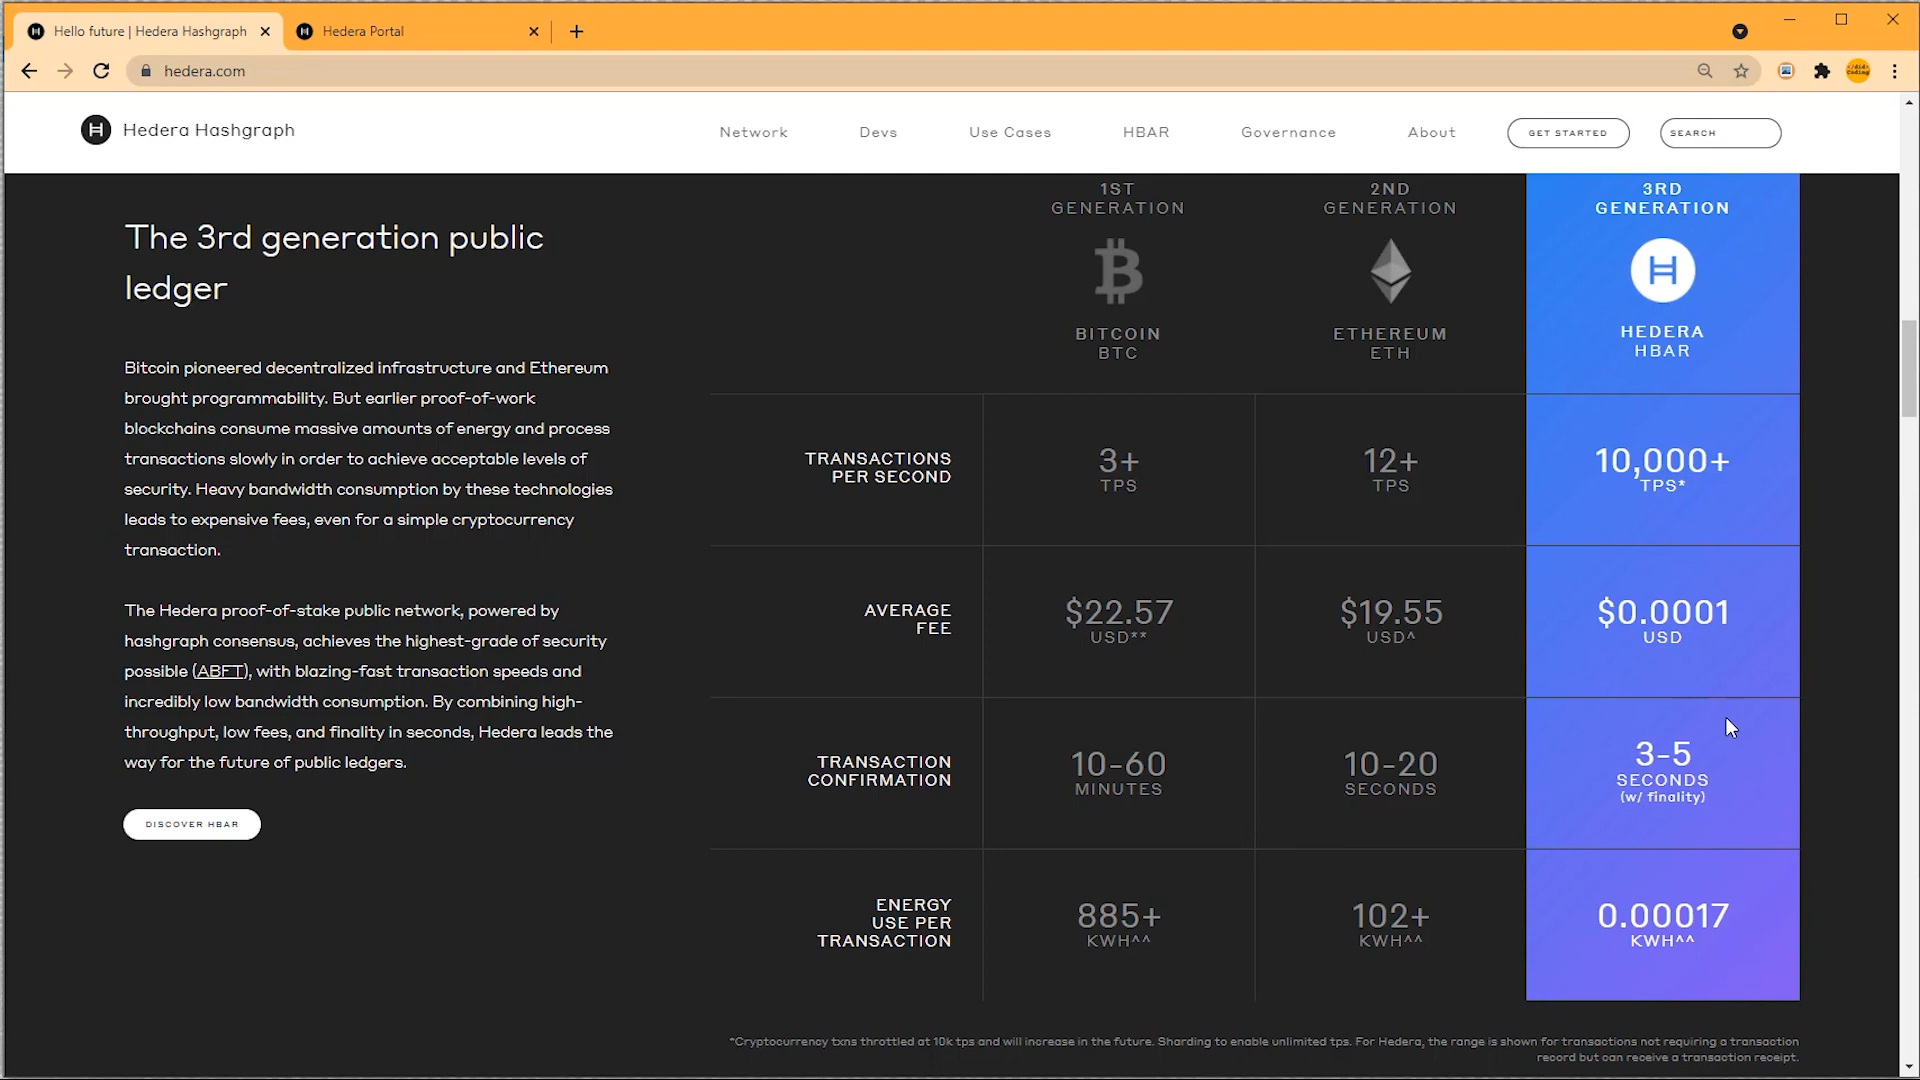 Hello future | Hedera Hashgraph
Hedera Portal
hedera.com
Hedera Hashgraph
Network
Devs
Use Cases
HBAR
Governance
About
GET STARTED
SEARCH
The 3rd generation public
ledger
Bitcoin pioneered decentralized infrastructure and Ethereum
brought programmability. But earlier proof-of-work
blockchains consume massive amounts of energy and process
transactions slowly in order to achieve acceptable levels of
security. Heavy bandwidth consumption by these technologies
leads to expensive fees, even for a simple cryptocurrency
transaction.
The Hedera proof-of-stake public network, powered by
hashgraph consensus, achieves the highest-grade of security
possible (ABFT), with blazing-fast transaction speeds and
incredibly low bandwidth consumption. By combining high-
throughput, low fees, and finality in seconds, Hedera leads the
way for the future of public ledgers.
DISCOVER HBAR
1ST
GENERATION
BITCOIN
BTC
2ND
GENERATION
ETHEREUM
ETH
3RD
GENERATION
HEDERA
HBAR
TRANSACTIONS
PER SECOND
3+
TPS
12+
TPS
10,000+
TPS*
AVERAGE
FEE
$22.57
USD**
$19.55
USD^
$0.0001
USD
TRANSACTION
CONFIRMATION
10-60
MINUTES
10-20
SECONDS
3-5
SECONDS
(w/ finality)
ENERGY
USE PER
TRANSACTION
885+
KWH^^
102+
KWH^^
0.00017
KWH^^
*Cryptocurrency txns throttled at 10k tps and will increase in the future. Sharding to enable unlimited tps. For Hedera, the range is shown for transactions not requiring a transaction
record but can receive a transaction receipt.